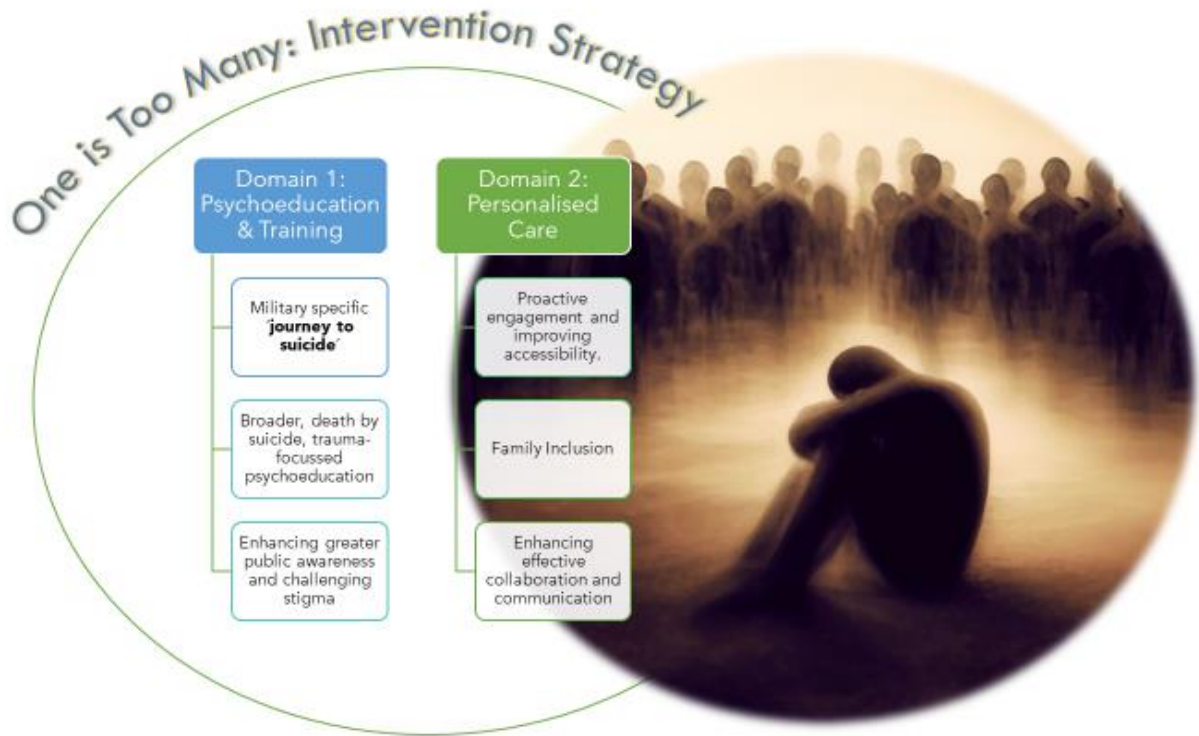 One is Too Many: Intervention Strategy
Domain 1:
Psychoeducation
& Training
Military specific
‘journey to
suicide’
Broader, death by
suicide, trauma-
focussed
psychoeducation
Enhancing greater
public awareness
and challenging
stigma
Domain 2:
Personalised
Care
Proactive
engagement and
improving
accessibility.
Family Inclusion
Enhancing
effective
collaboration and
communication